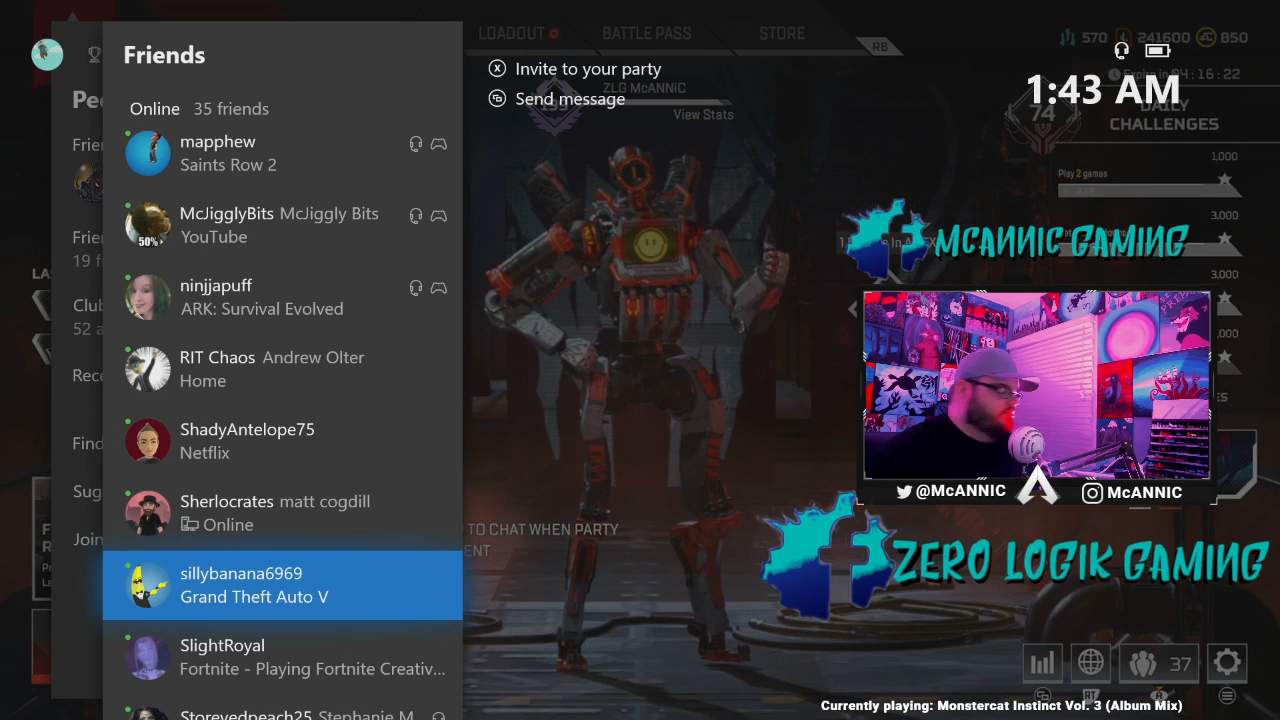 Friends
Online 35 friends
mapphew
Saints Row 2
McJigglyBits McJiggly Bits
YouTube
50%
ninjjapuff
ARK: Survival Evolved
RIT Chaos Andrew Olter
Home
ShadyAntelope75
Netflix
Sherlocrates matt cogdill
Online
sillybanana6969
Grand Theft Auto V
SlightRoyal
Fortnite - Playing Fortnite Creativ...
Storeyedpeach25 Stephanie M
LOADOUT
BATTLE PASS
STORE
RB
X Invite to your party
Send message
ZLG McANNiC
View Stats
570
241600
850
1:43 AM
74
DAILY
CHALLENGES
1,000
Play 2 games
3,000
3,000
MCANNIC GAMING
@McANNIC
McANNIC
TO CHAT WHEN PARTY
ZERO LOGIK GAMING
37
RT
R
Currently playing: Monstercat Instinct Vol. 3 (Album Mix)